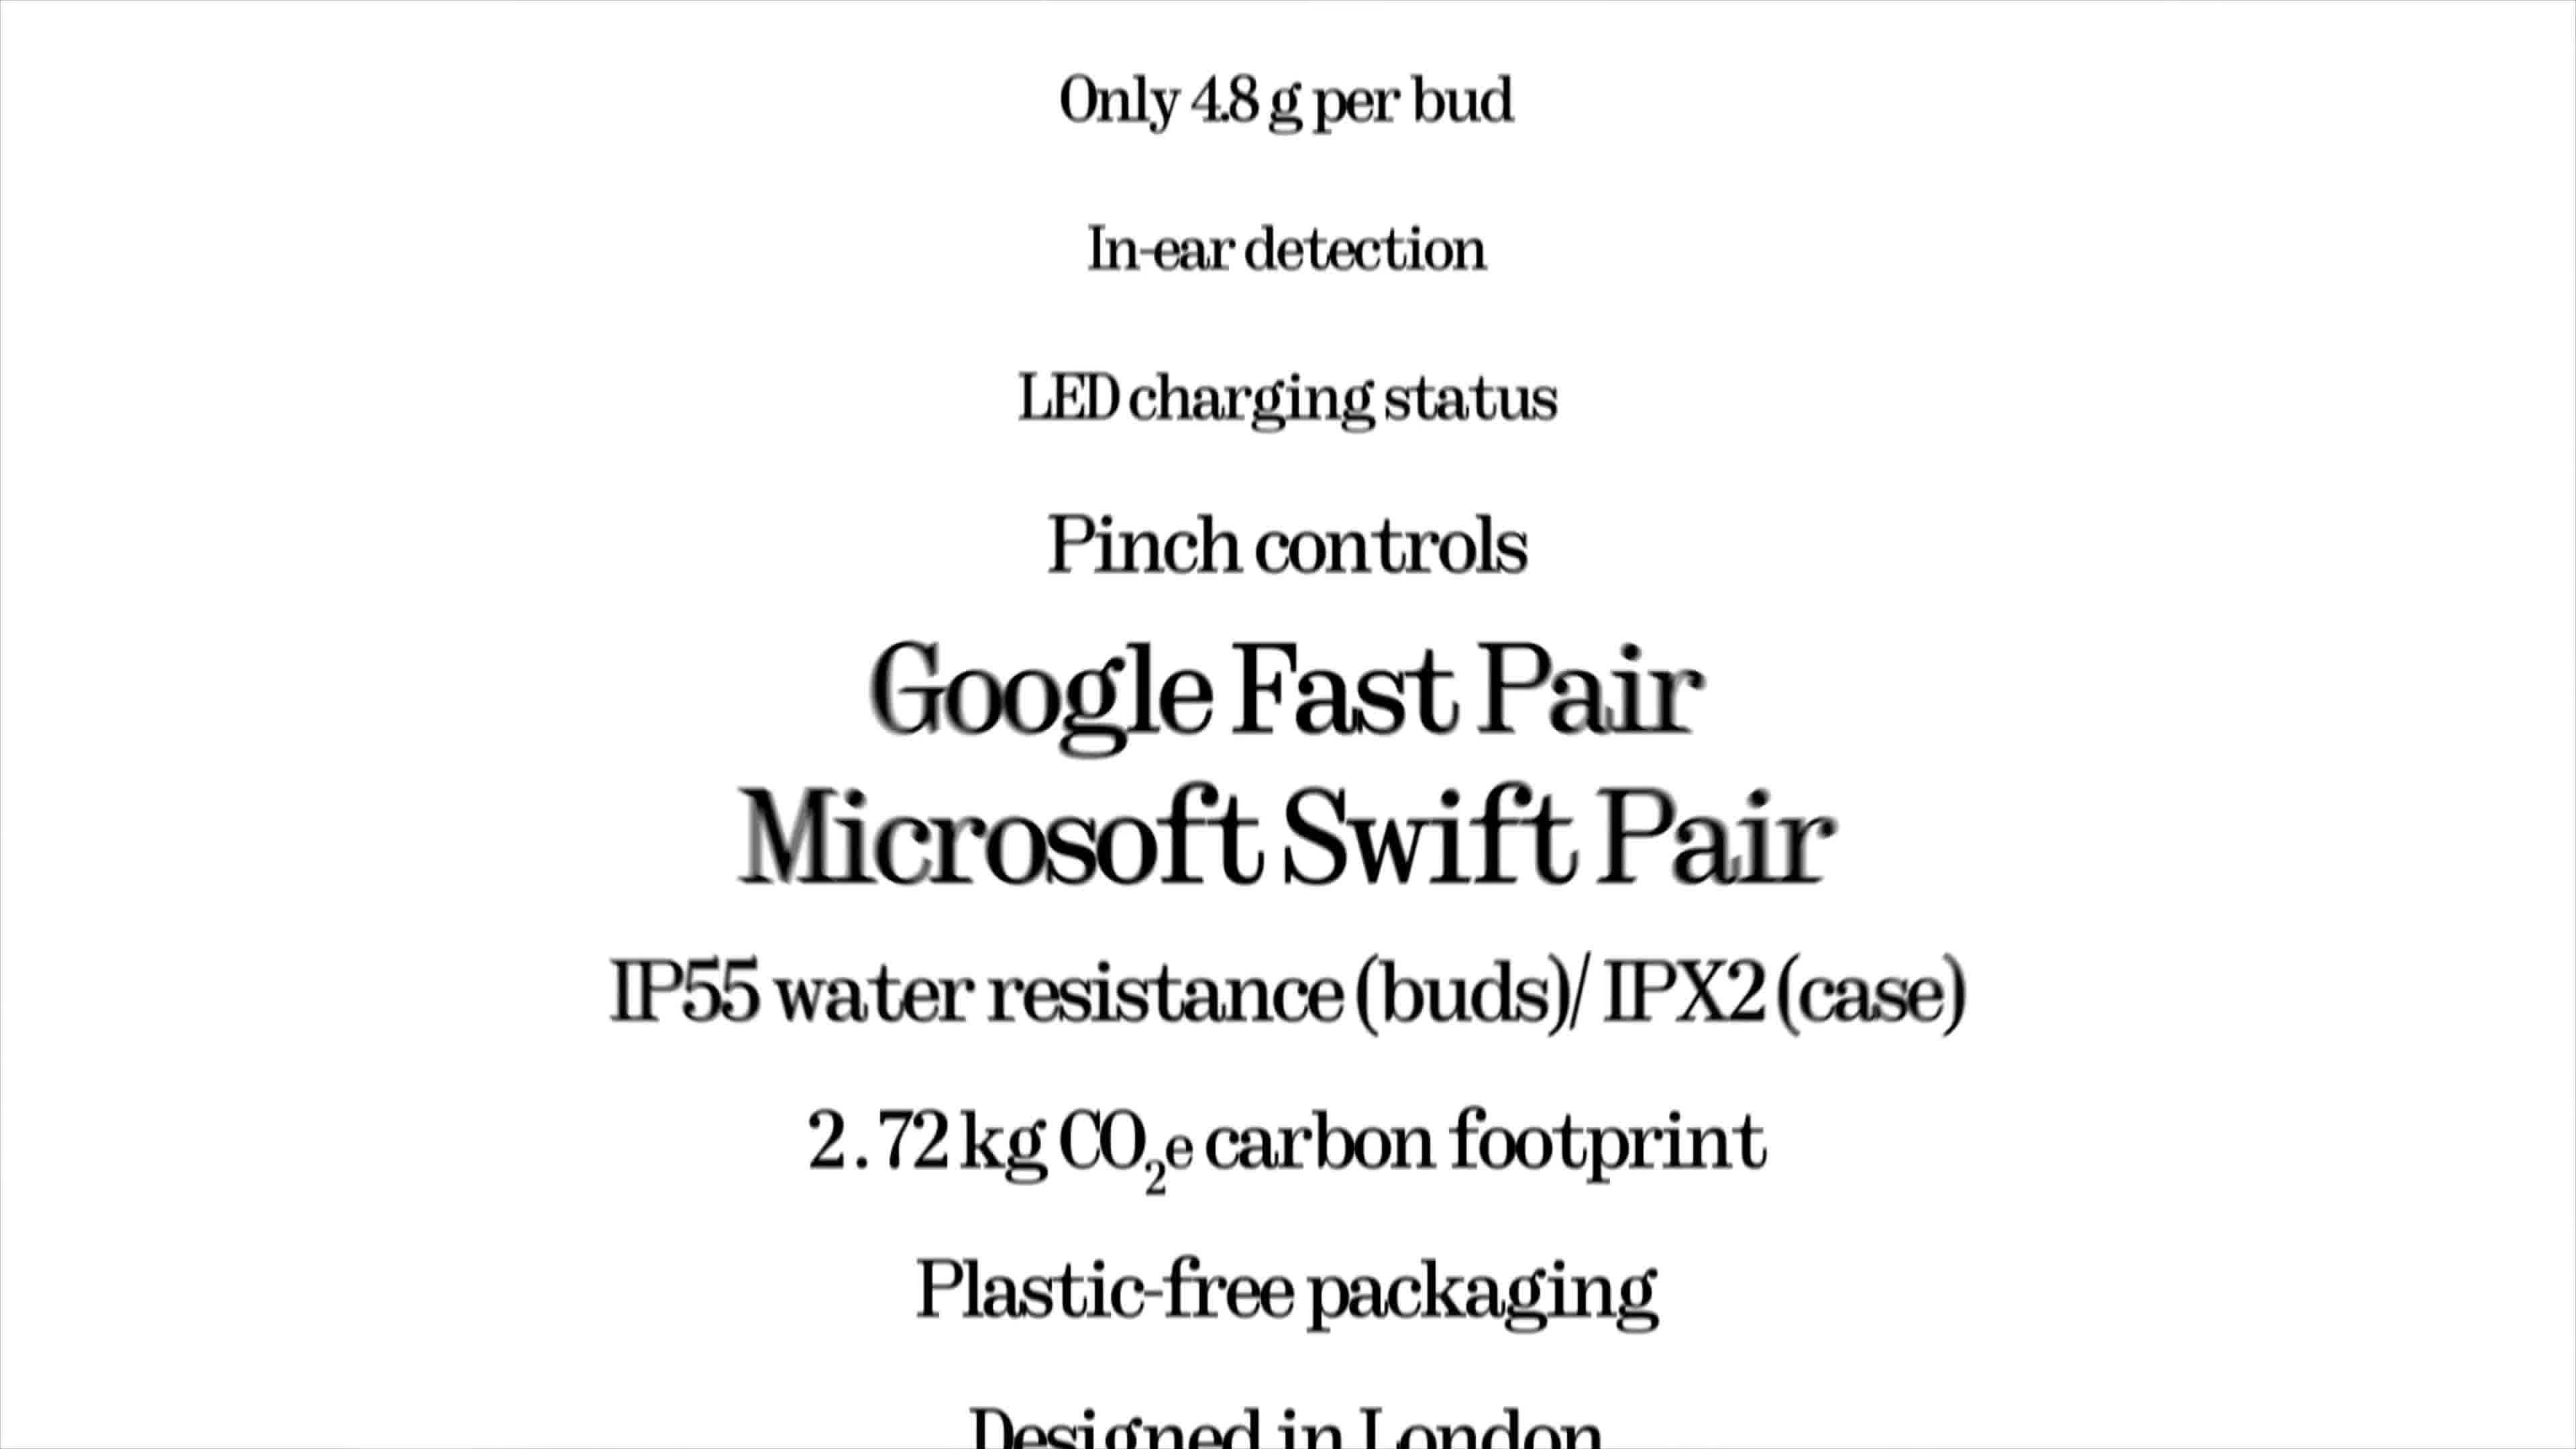 Only 4.8 g per bud
In-ear detection
LED charging status
Pinch controls
Google Fast Pair
Microsoft Swift Pair
IP55 water resistance (buds)/ IPX2 (case)
2.72 kg CO₂e carbon footprint
Plastic-free packaging
Designed in London